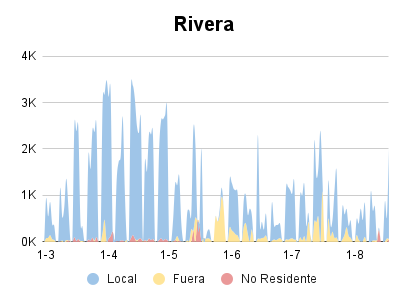 Rivera
4K
3K
2K
1K
0K
1-3 1-4 1-5 1-6 1-7 1-8
Local Fuera No Residente